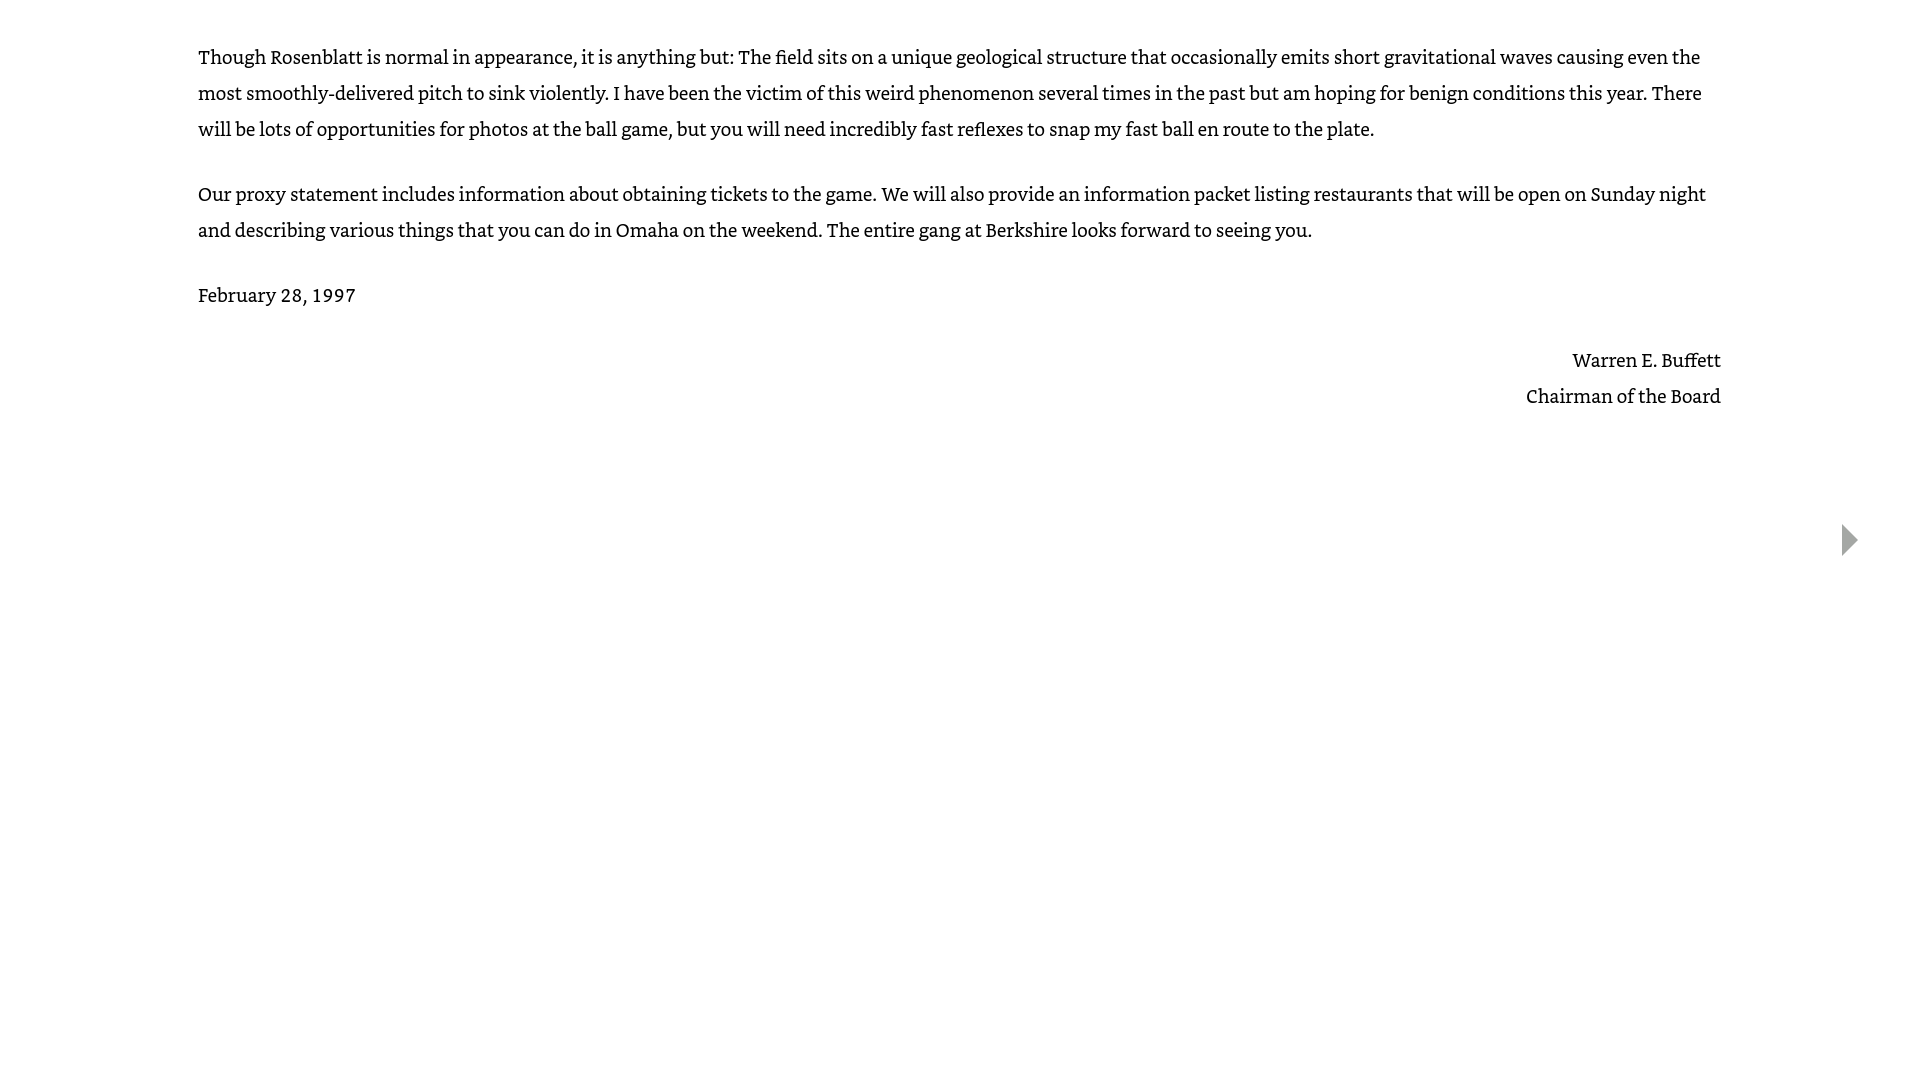 Though Rosenblatt is normal in appearance, it is anything but: The field sits on a unique geological structure that occasionally emits short gravitational waves causing even the
most smoothly-delivered pitch to sink violently. I have been the victim of this weird phenomenon several times in the past but am hoping for benign conditions this year. There
will be lots of opportunities for photos at the ball game, but you will need incredibly fast reflexes to snap my fast ball en route to the plate.
Our proxy statement includes information about obtaining tickets to the game. We will also provide an information packet listing restaurants that will be open on Sunday night
and describing various things that you can do in Omaha on the weekend. The entire gang at Berkshire looks forward to seeing you.
February 28, 1997
Warren E. Buffett
Chairman of the Board